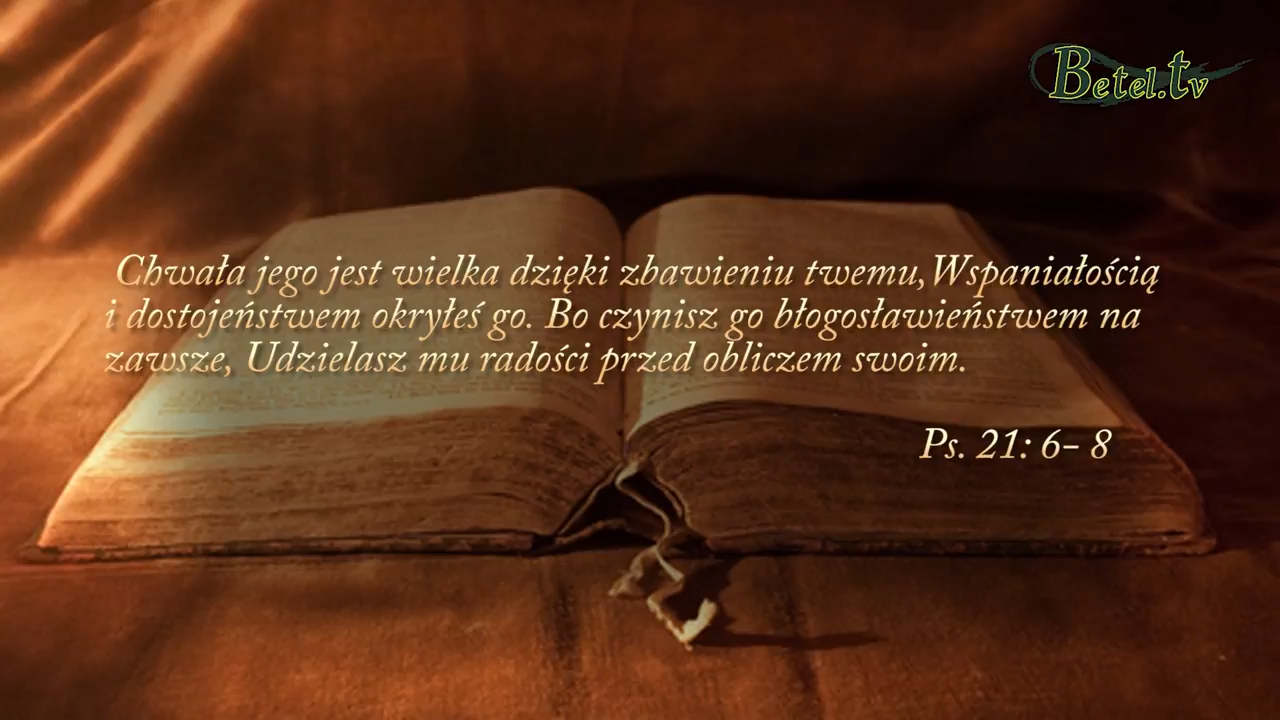 Betel.tv
Chwała jego jest wielka dzięki zbawieniu twemu,Wspaniałością
i dostojeństwem okryłeś go. Bo czynisz go błogosławieństwem na
zawsze, Udzielasz mu radości przed obliczem swoim.
Ps. 21: 6– 8